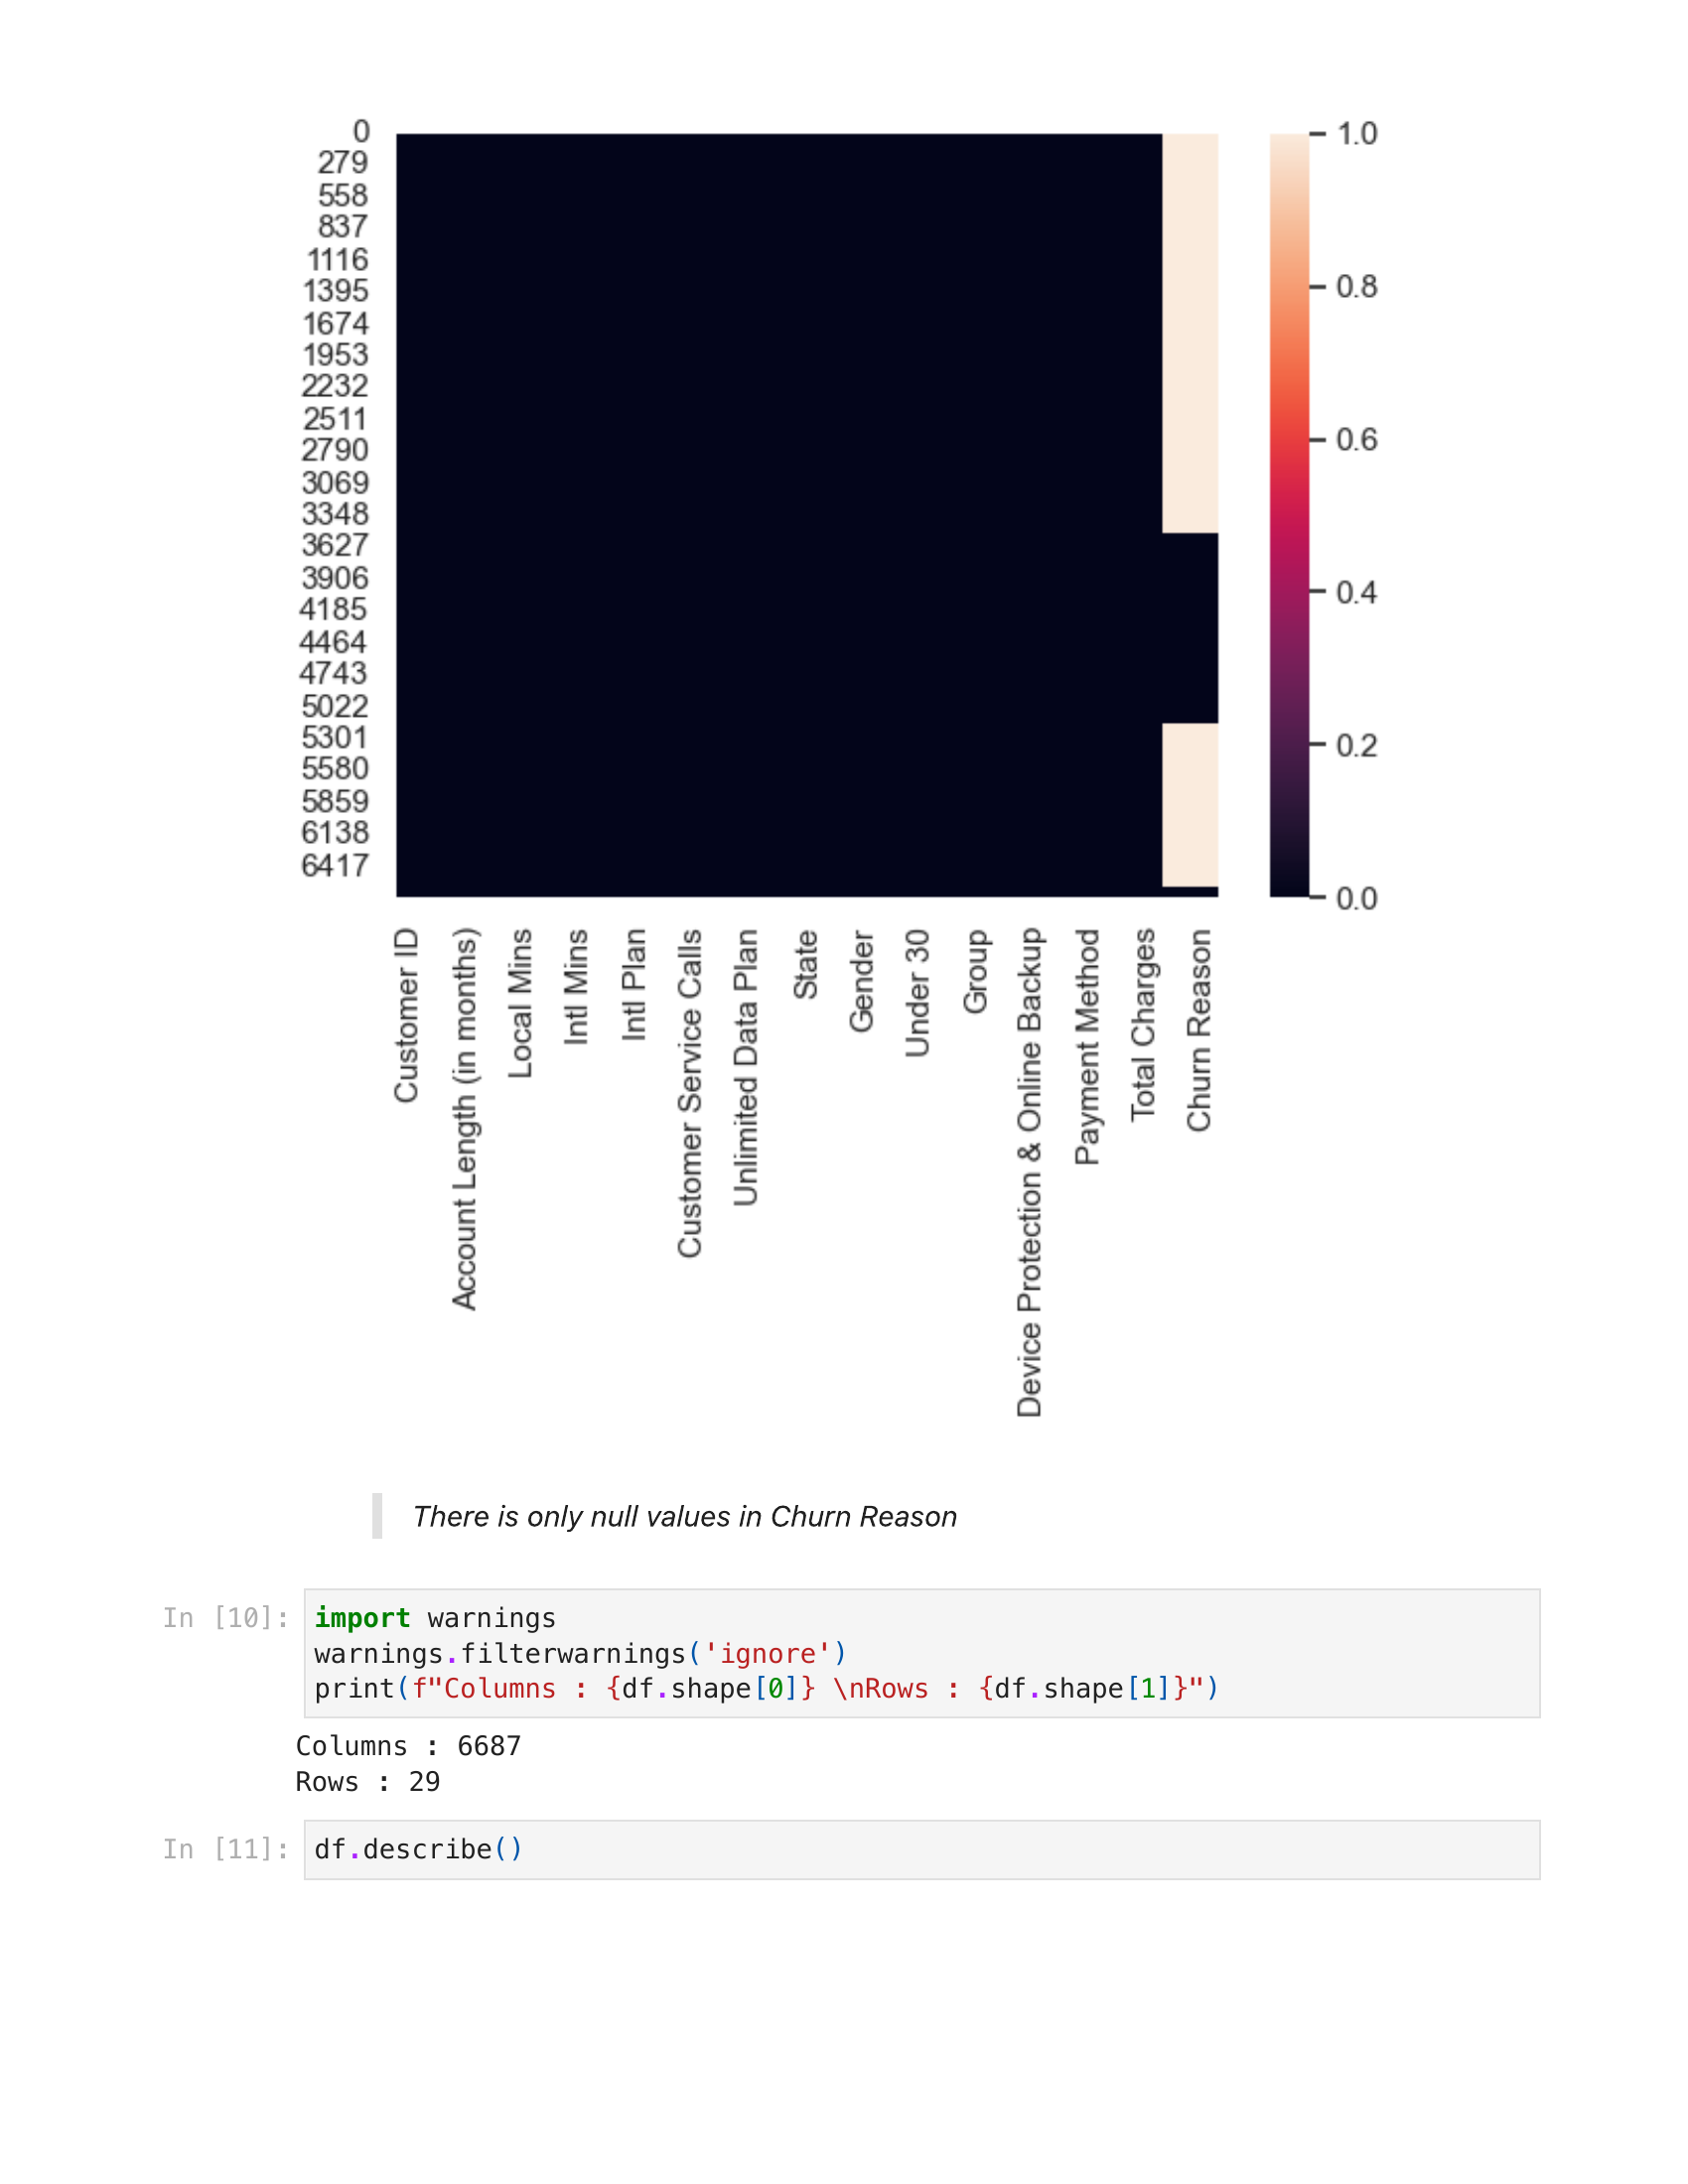 0
279
558
837
1116
1395
1674
1953
2232
2511
2790
3069
3348
3627
3906
4185
4464
4743
5022
5301
5580
5859
6138
6417
1.0
0.8
0.6
0.4
0.2
0.0
Customer ID
Account Length (in months)
Local Mins
Intl Mins
Intl Plan
Customer Service Calls
Unlimited Data Plan
State
Gender
Under 30
Group
Device Protection & Online Backup
Payment Method
Total Charges
Churn Reason
There is only null values in Churn Reason
In [10]: import warnings
warnings.filterwarnings('ignore')
print(f"Columns : {df.shape[0]} \nRows : {df.shape[1]}")
Columns : 6687
Rows : 29
In [11]: df.describe()